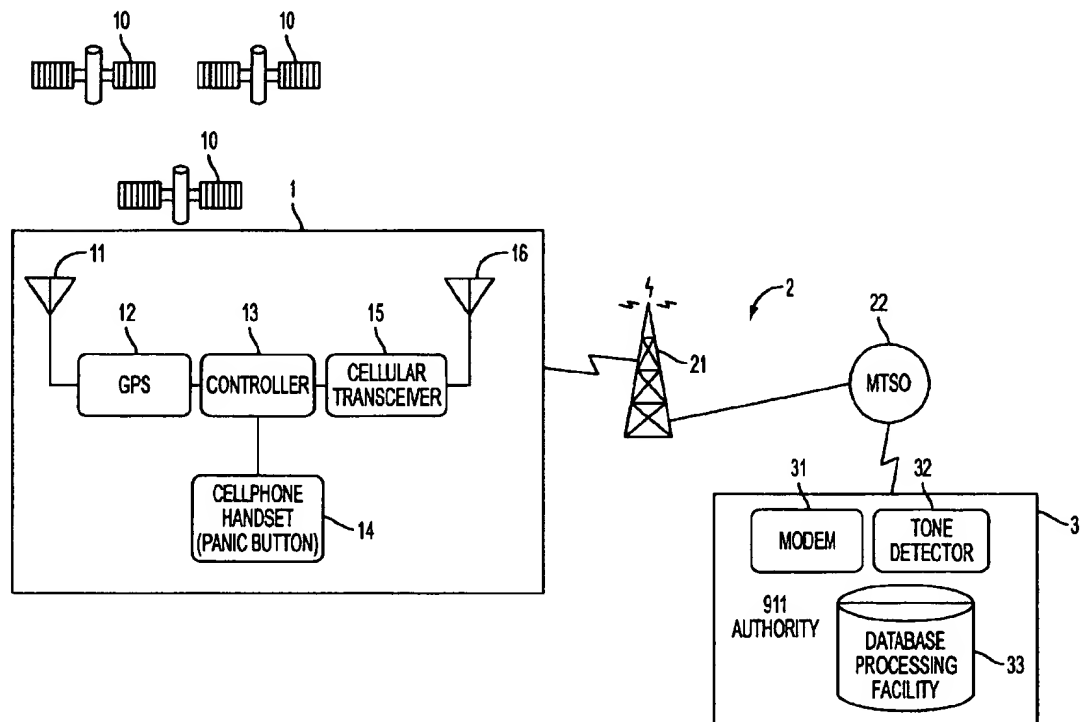 10
10
10
1
11
16
12
13
15
GPS
CONTROLLER
CELLULAR
TRANSCEIVER
CELLPHONE
HANDSET
(PANIC BUTTON)
14
2
21
22
MTSO
31
32
3
MODEM
TONE
DETECTOR
911
AUTHORITY
DATABASE
PROCESSING
FACILITY
33